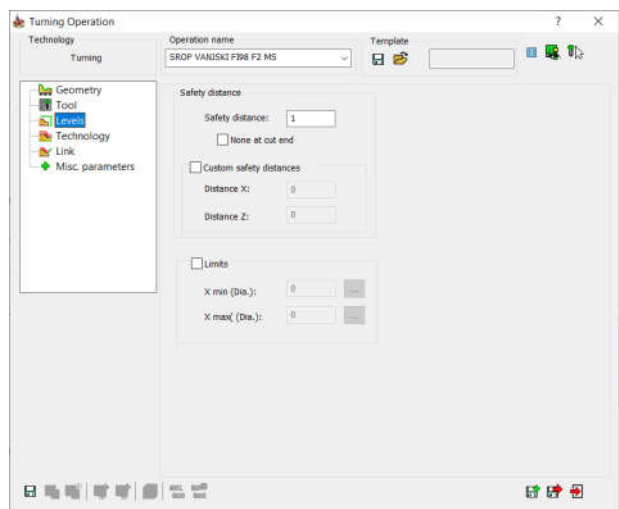 Turning Operation
? ×
Technology
Turning
Operation name
SROP VANJSKI FI98 F2 MS
Template
Geometry
Tool
Levels
Technology
Link
Misc. parameters
Safety distance
Safety distance: 1
None at cut end
Custom safety distances
Distance X: 0
Distance Z: 0
Limits
X min (Dia.): 0 ...
X max( (Dia.): 0 ...